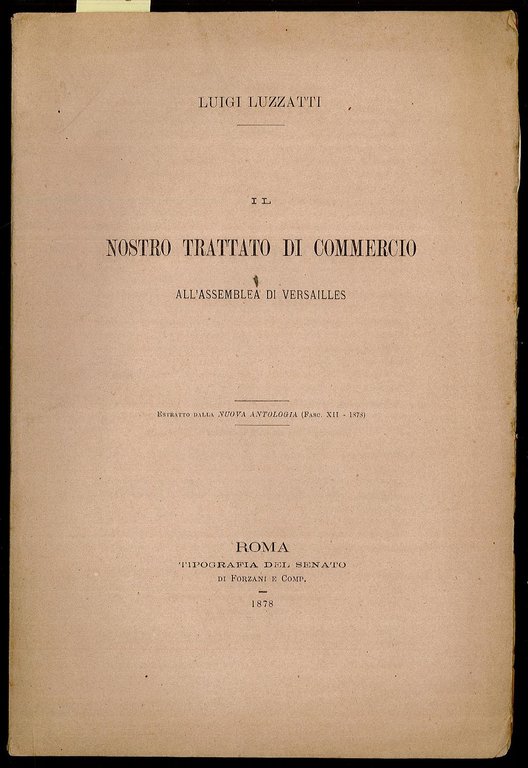 LUIGI LUZZATTI
IL
NOSTRO TRATTATO DI COMMERCIO
ALL'ASSEMBLEA DI VERSAILLES
ESTRATTO DALLA NUOVA ANTOLOGIA (FASC. XII - 1878)
ROMA
TIPOGRAFIA DEL SENATO
DI FORZANI E COMP.
1878